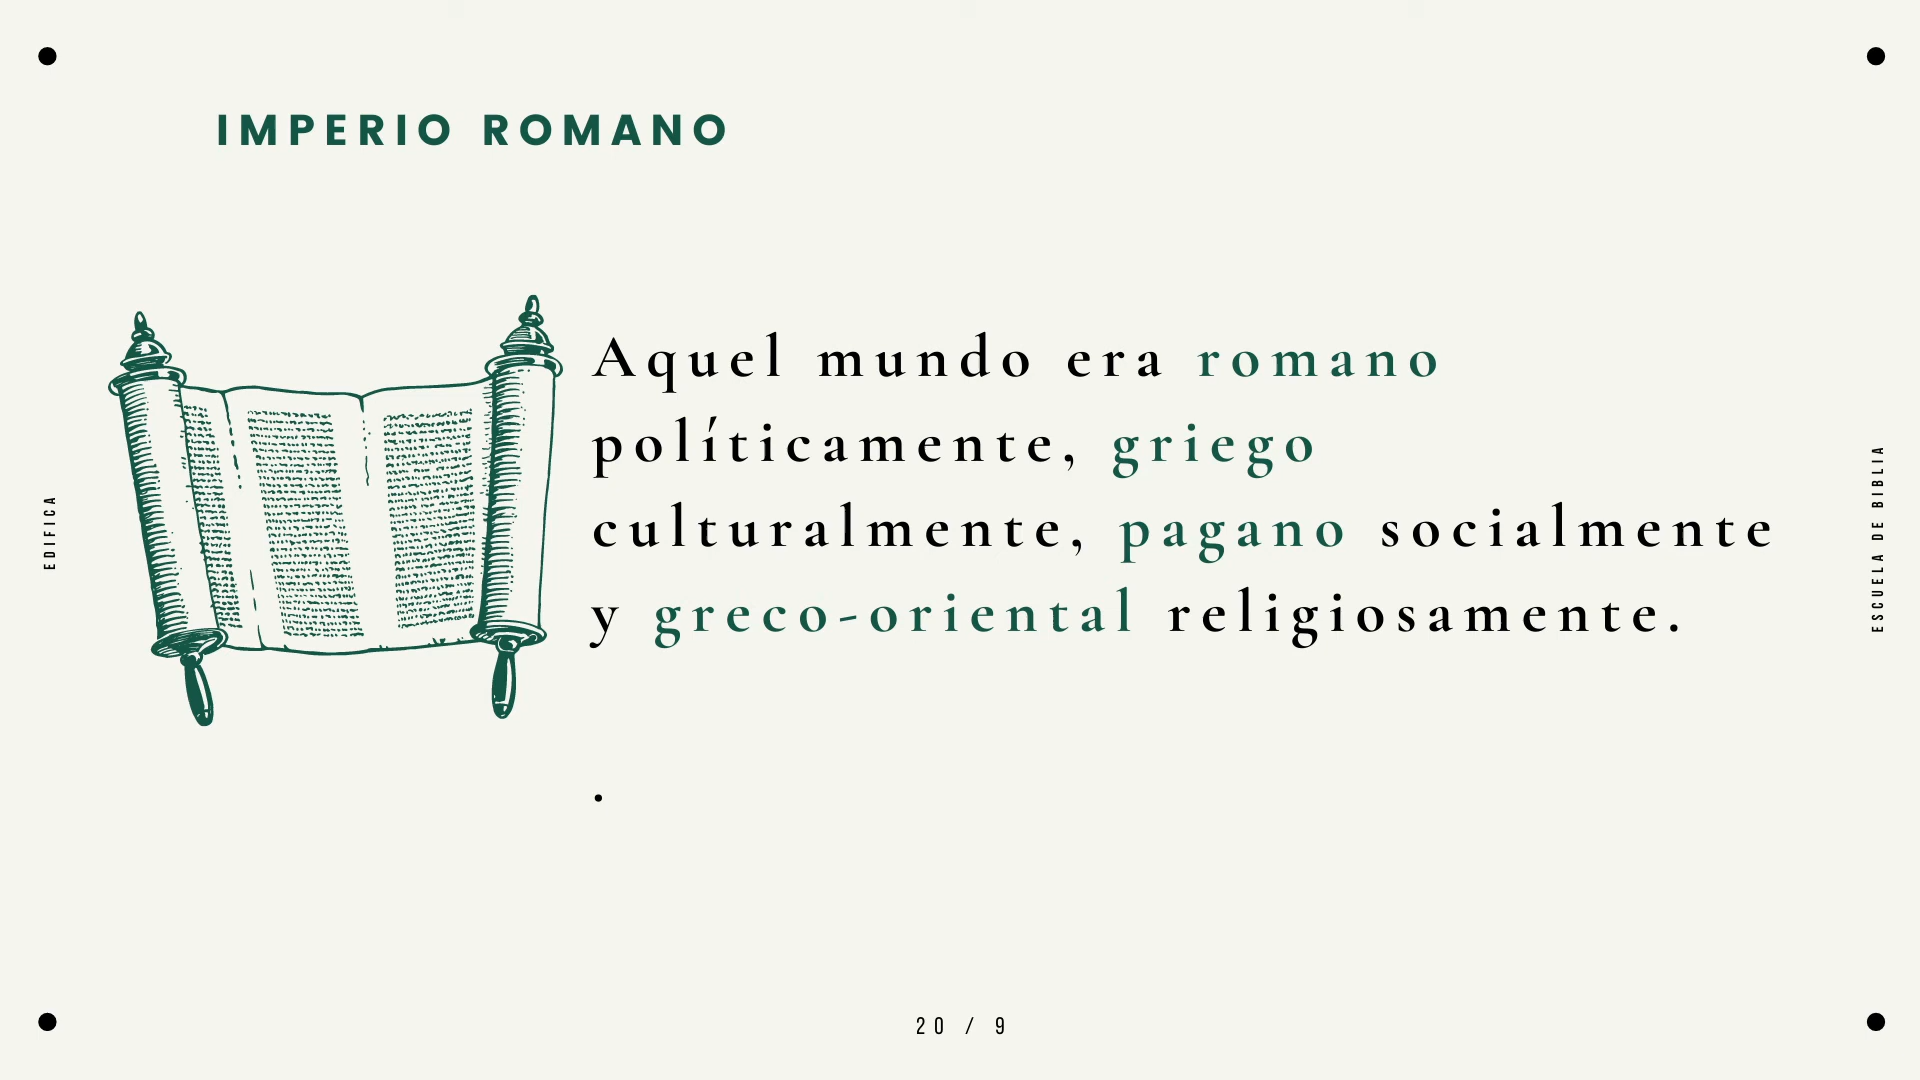 IMPERIO ROMANO
Aquel mundo era romano
políticamente, griego
culturalmente, pagano socialmente
y greco-oriental religiosamente.
.
EDIFICA
ESCUELA DE BIBLIA
20 / 9